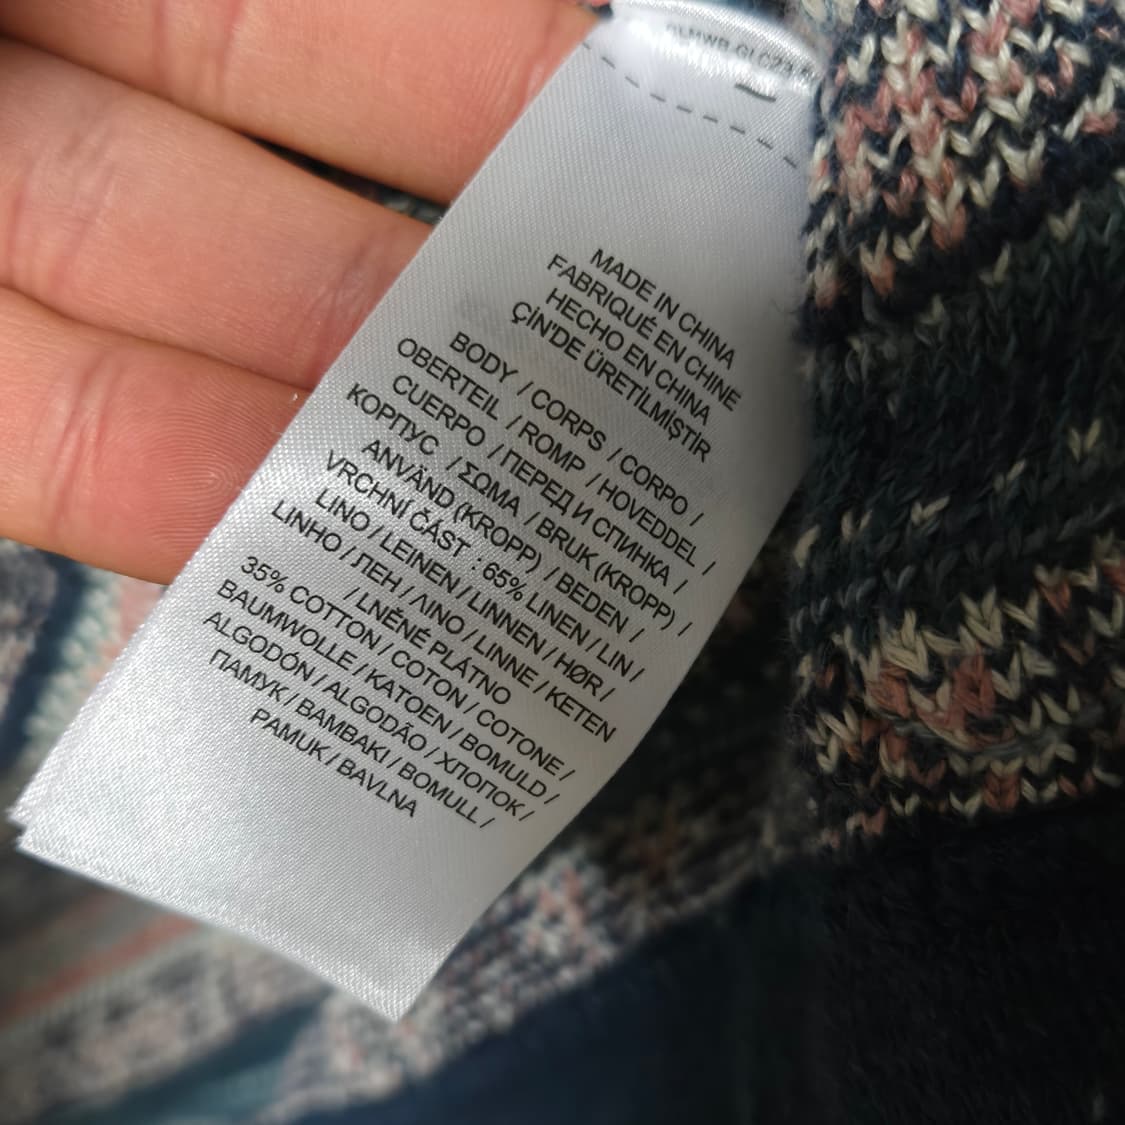 MADE IN CHINA
FABRIQUÉ EN CHINE
HECHO EN CHINA
ÇİN'DE ÜRETİLMİŞTİR
BODY / CORPS / CORPO /
OBERTEIL / ROMP / HOVEDDEL /
CUERPO / ПЕРЕД И СПИНКА /
КОРПУС / ΣΩΜΑ / BRUK (KROPP) /
ANVÄND (KROPP) / BEDEN /
VRCHNÍ ČÁST : 65% LINEN / LIN /
LINO / LEINEN / LINNEN / HØR /
LINHO / ЛЕН / ΛΙΝΟ / LINNE / KETEN
/ LNĚNÉ PLÁTNO
35% COTTON / COTON / COTONE /
BAUMWOLLE / KATOEN / BOMULD /
ALGODÓN / ALGODÃO / ХЛОПОК /
ПАМУК / ΒΑΜΒΑΚΙ / BOMULL /
PAMUK / BAVLNA